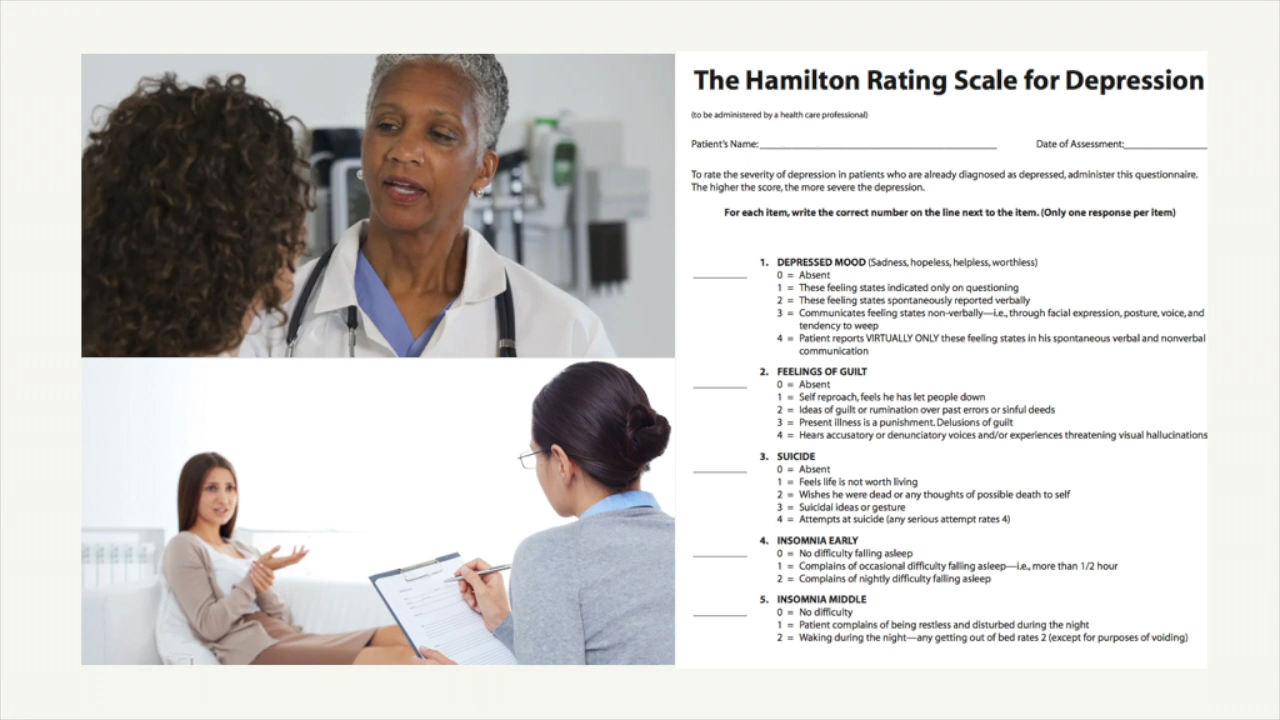 The Hamilton Rating Scale for Depression
(to be administered by a health care professional)
Patient's Name: Date of Assessment:
To rate the severity of depression in patients who are already diagnosed as depressed, administer this questionnaire.
The higher the score, the more severe the depression.
For each item, write the correct number on the line next to the item. (Only one response per item)
1. DEPRESSED MOOD (Sadness, hopeless, helpless, worthless)
0 = Absent
1 = These feeling states indicated only on questioning
2 = These feeling states spontaneously reported verbally
3 = Communicates feeling states non-verbally—i.e., through facial expression, posture, voice, and
tendency to weep
4 = Patient reports VIRTUALLY ONLY these feeling states in his spontaneous verbal and nonverbal
communication
2. FEELINGS OF GUILT
0 = Absent
1 = Self reproach, feels he has let people down
2 = Ideas of guilt or rumination over past errors or sinful deeds
3 = Present illness is a punishment. Delusions of guilt
4 = Hears accusatory or denunciatory voices and/or experiences threatening visual hallucinations
3. SUICIDE
0 = Absent
1 = Feels life is not worth living
2 = Wishes he were dead or any thoughts of possible death to self
3 = Suicidal ideas or gesture
4 = Attempts at suicide (any serious attempt rates 4)
4. INSOMNIA EARLY
0 = No difficulty falling asleep
1 = Complains of occasional difficulty falling asleep—i.e., more than 1/2 hour
2 = Complains of nightly difficulty falling asleep
5. INSOMNIA MIDDLE
0 = No difficulty
1 = Patient complains of being restless and disturbed during the night
2 = Waking during the night—any getting out of bed rates 2 (except for purposes of voiding)